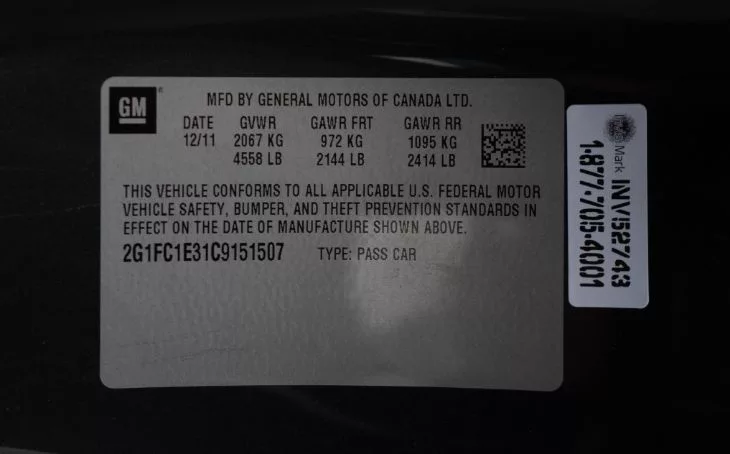 GM
MFD BY GENERAL MOTORS OF CANADA LTD.
DATE GVWR GAWR FRT GAWR RR
12/11 2067 KG 972 KG 1095 KG
4558 LB 2144 LB 2414 LB
THIS VEHICLE CONFORMS TO ALL APPLICABLE U.S. FEDERAL MOTOR
VEHICLE SAFETY, BUMPER, AND THEFT PREVENTION STANDARDS IN
EFFECT ON THE DATE OF MANUFACTURE SHOWN ABOVE.
2G1FC1E31C9151507 TYPE: PASS CAR
Mark INV152743
1-877-705-4001